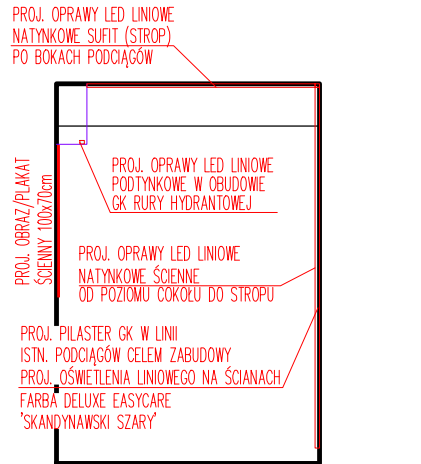 PROJ. OPRAWY LED LINIOWE
NATYNKOWE SUFIT (STROP)
PO BOKACH PODCIĄGÓW
PROJ. OBRAZ/PLAKAT
ŚCIENNY 100x70cm
PROJ. OPRAWY LED LINIOWE
PODTYNKOWE W OBUDOWIE
GK RURY HYDRANTOWEJ
PROJ. OPRAWY LED LINIOWE
NATYNKOWE ŚCIENNE
OD POZIOMU COKOŁU DO STROPU
PROJ. PILASTER GK W LINII
ISTN. PODCIĄGÓW CELEM ZABUDOWY
PROJ. OŚWIETLENIA LINIOWEGO NA ŚCIANACH
FARBA DELUXE EASYCARE
'SKANDYNAWSKI SZARY'